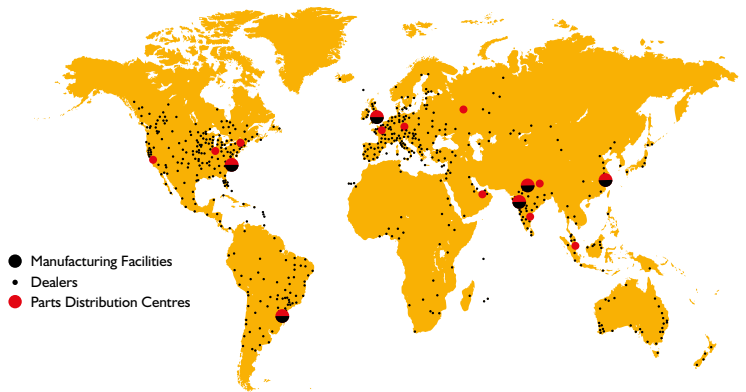 Manufacturing Facilities
Dealers
Parts Distribution Centres